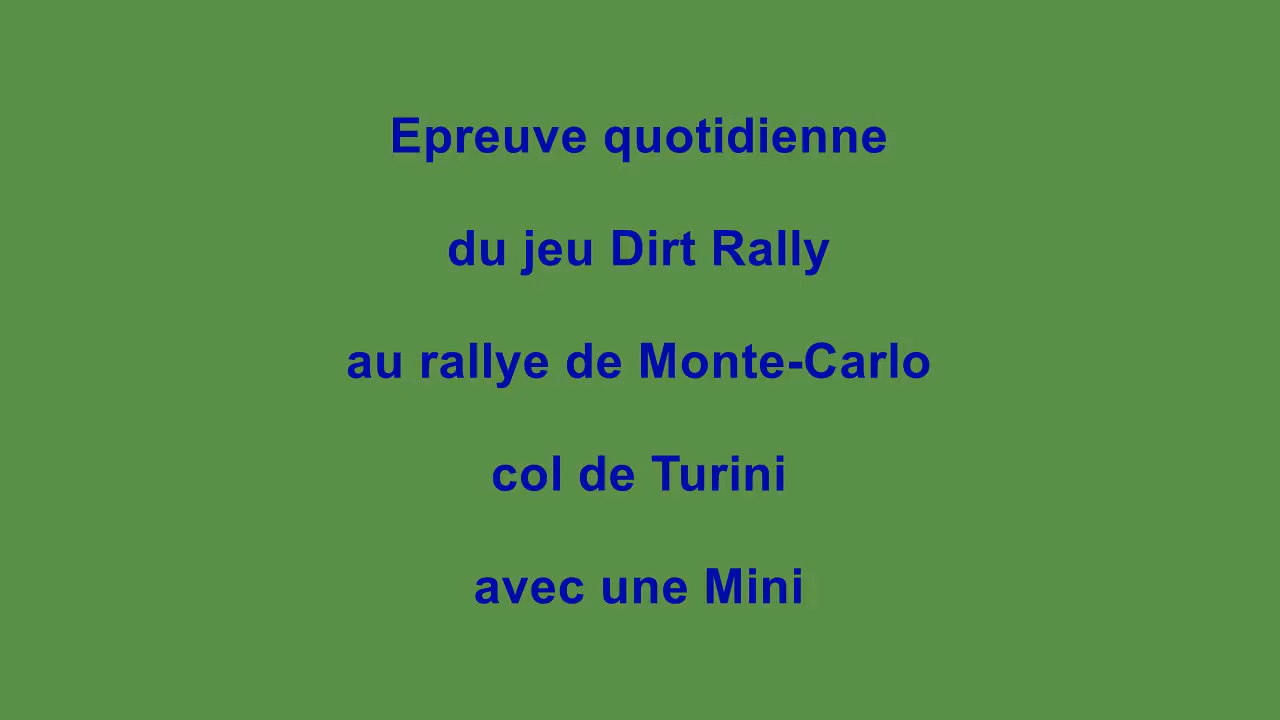 Epreuve quotidienne
du jeu Dirt Rally
au rallye de Monte-Carlo
col de Turini
avec une Mini